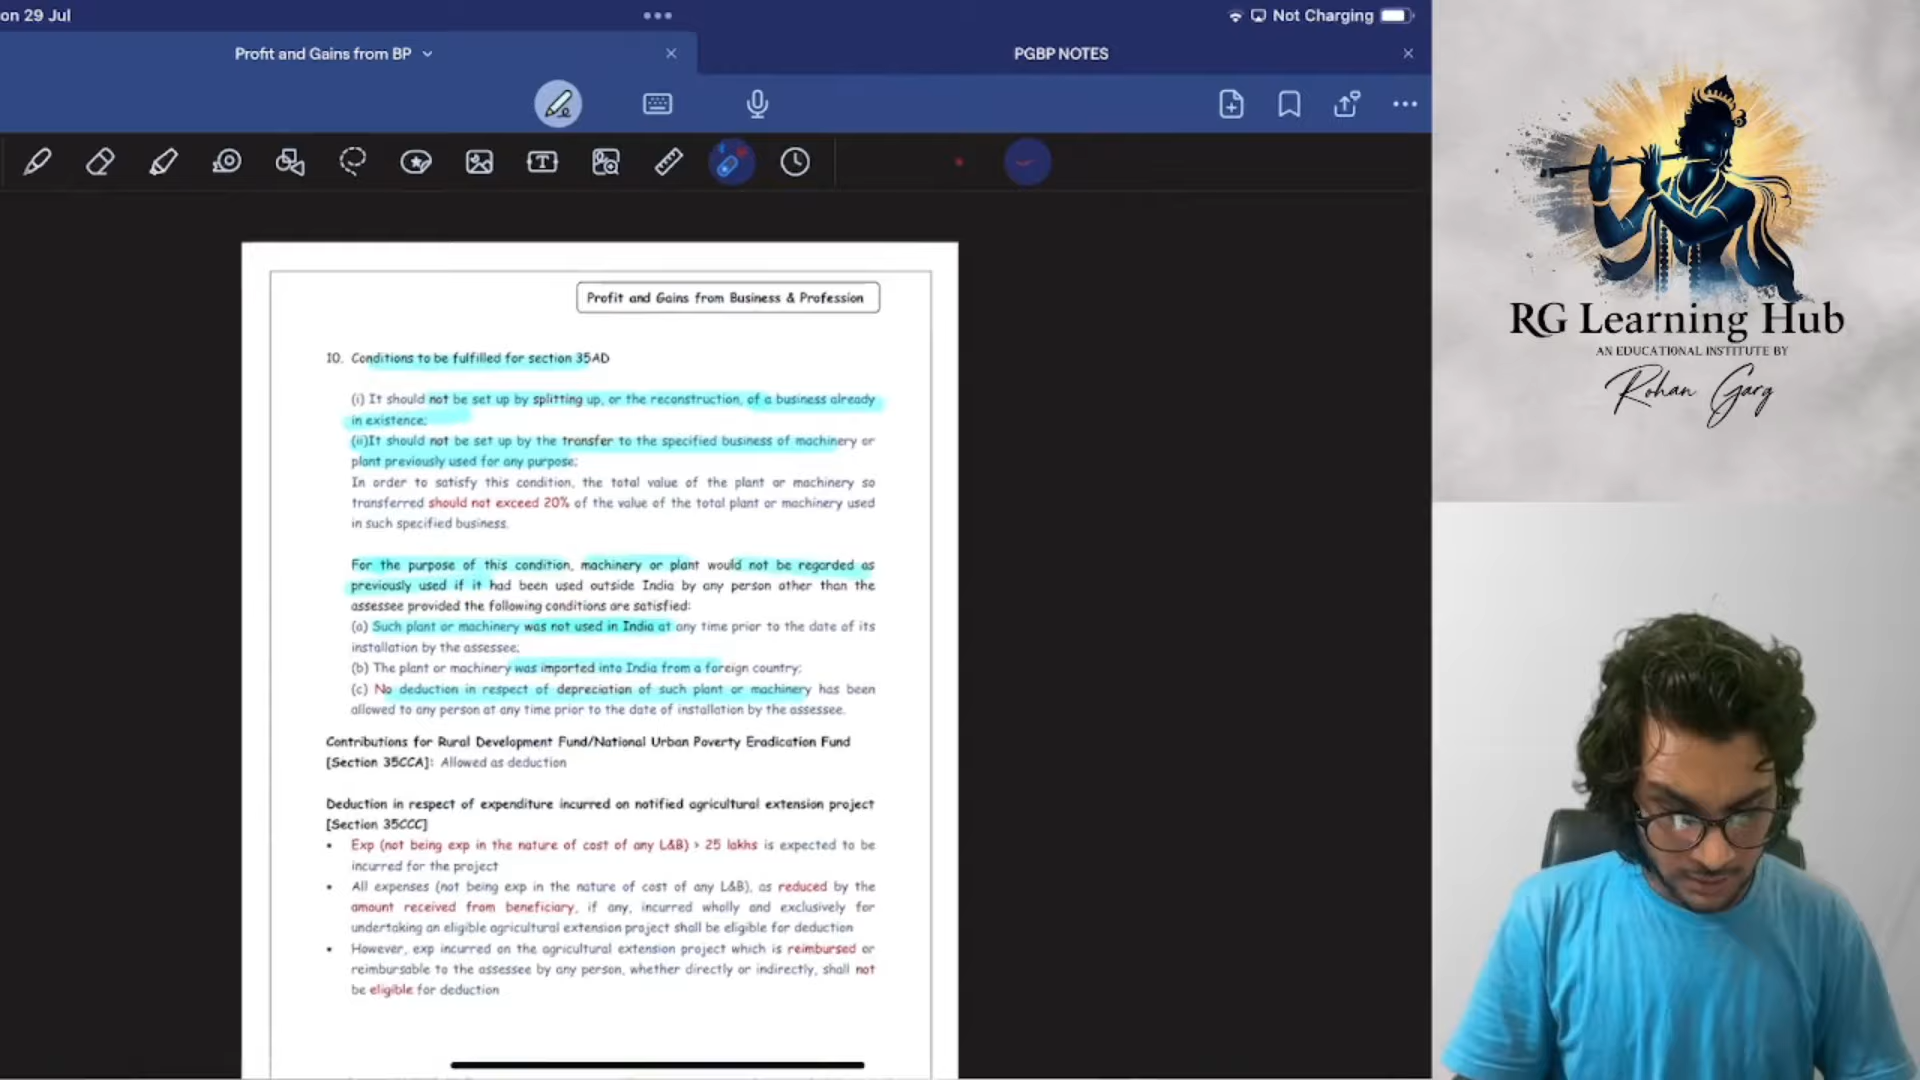 on 29 Jul
Not Charging
Profit and Gains from BP
PGBP NOTES
Profit and Gains from Business & Profession
10. Conditions to be fulfilled for section 35AD
(i) It should not be set up by splitting up, or the reconstruction, of a business already
in existence;
(ii)It should not be set up by the transfer to the specified business of machinery or
plant previously used for any purpose;
In order to satisfy this condition, the total value of the plant or machinery so
transferred should not exceed 20% of the value of the total plant or machinery used
in such specified business.
For the purpose of this condition, machinery or plant would not be regarded as
previously used if it had been used outside India by any person other than the
assessee provided the following conditions are satisfied:
(a) Such plant or machinery was not used in India at any time prior to the date of its
installation by the assessee;
(b) The plant or machinery was imported into India from a foreign country;
(c) No deduction in respect of depreciation of such plant or machinery has been
allowed to any person at any time prior to the date of installation by the assessee.
Contributions for Rural Development Fund/National Urban Poverty Eradication Fund
[Section 35CCA]: Allowed as deduction
Deduction in respect of expenditure incurred on notified agricultural extension project
[Section 35CCC]
• Exp (not being exp in the nature of cost of any L&B) > 25 lakhs is expected to be
incurred for the project
• All expenses (not being exp in the nature of cost of any L&B), as reduced by the
amount received from beneficiary, if any, incurred wholly and exclusively for
undertaking an eligible agricultural extension project shall be eligible for deduction
• However, exp incurred on the agricultural extension project which is reimbursed or
reimbursable to the assessee by any person, whether directly or indirectly, shall not
be eligible for deduction
RG Learning Hub
AN EDUCATIONAL INSTITUTE BY
Rohan Garg